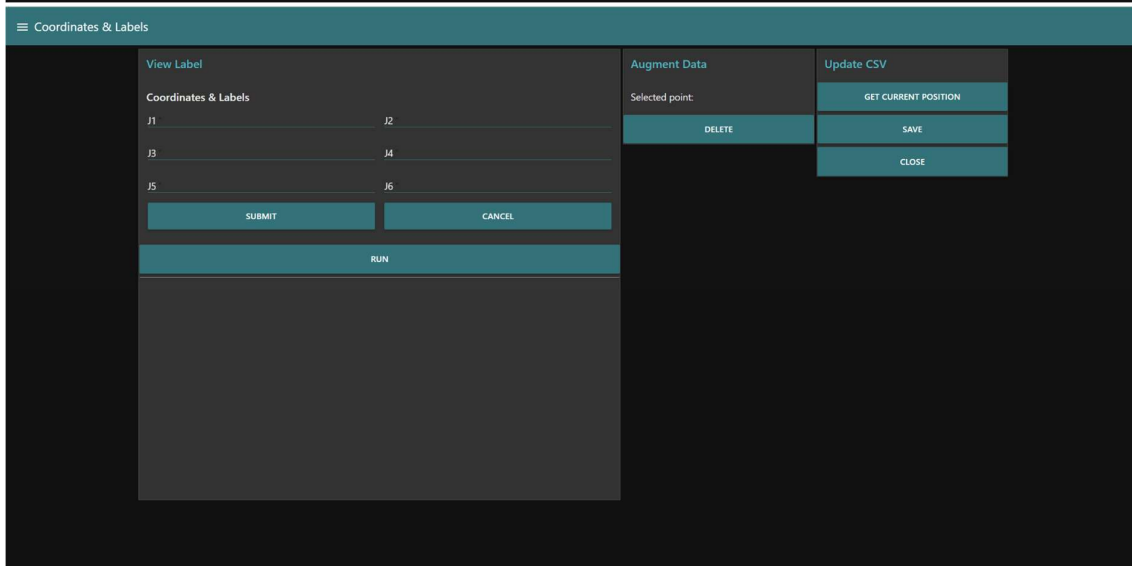 Coordinates & Labels
View Label
Coordinates & Labels
J1
J2
J3
J4
J5
J6
SUBMIT
CANCEL
RUN
Augment Data
Selected point:
DELETE
Update CSV
GET CURRENT POSITION
SAVE
CLOSE